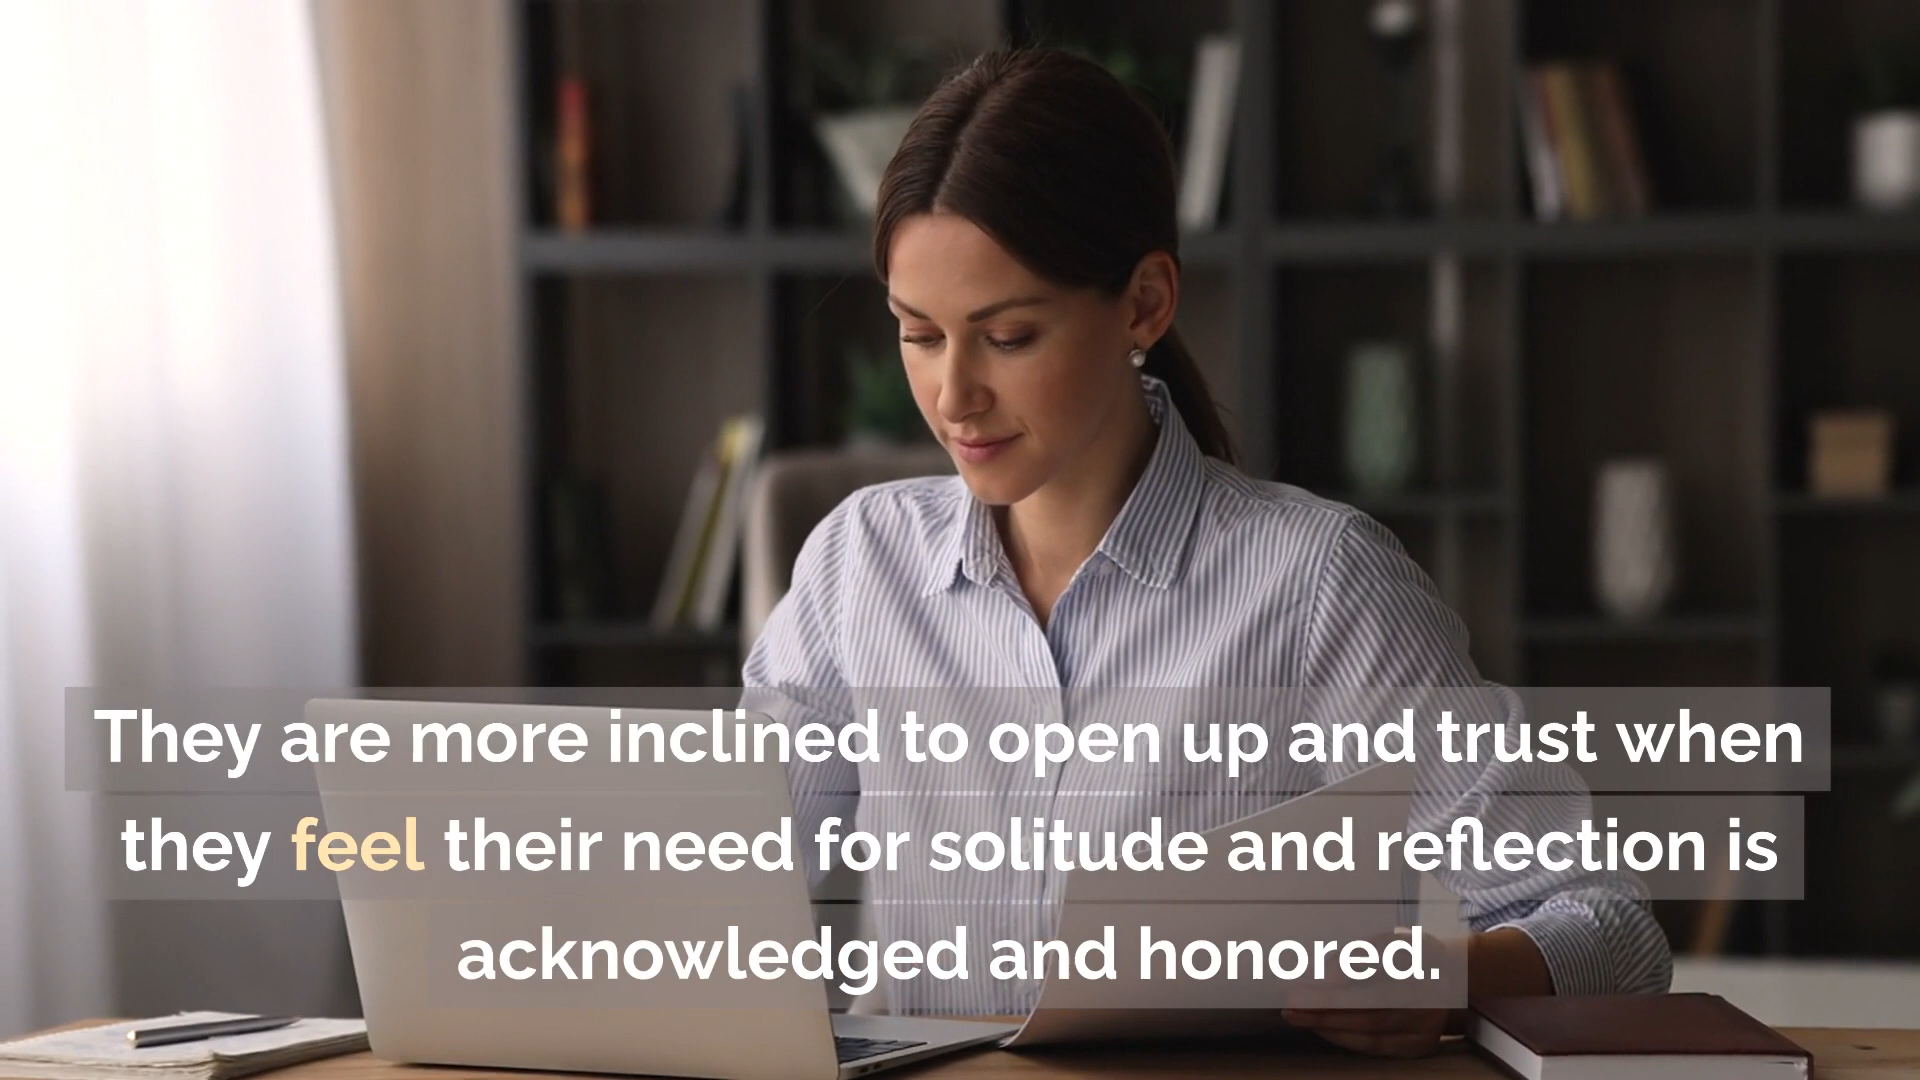 They are more inclined to open up and trust when
they feel their need for solitude and reflection is
acknowledged and honored.